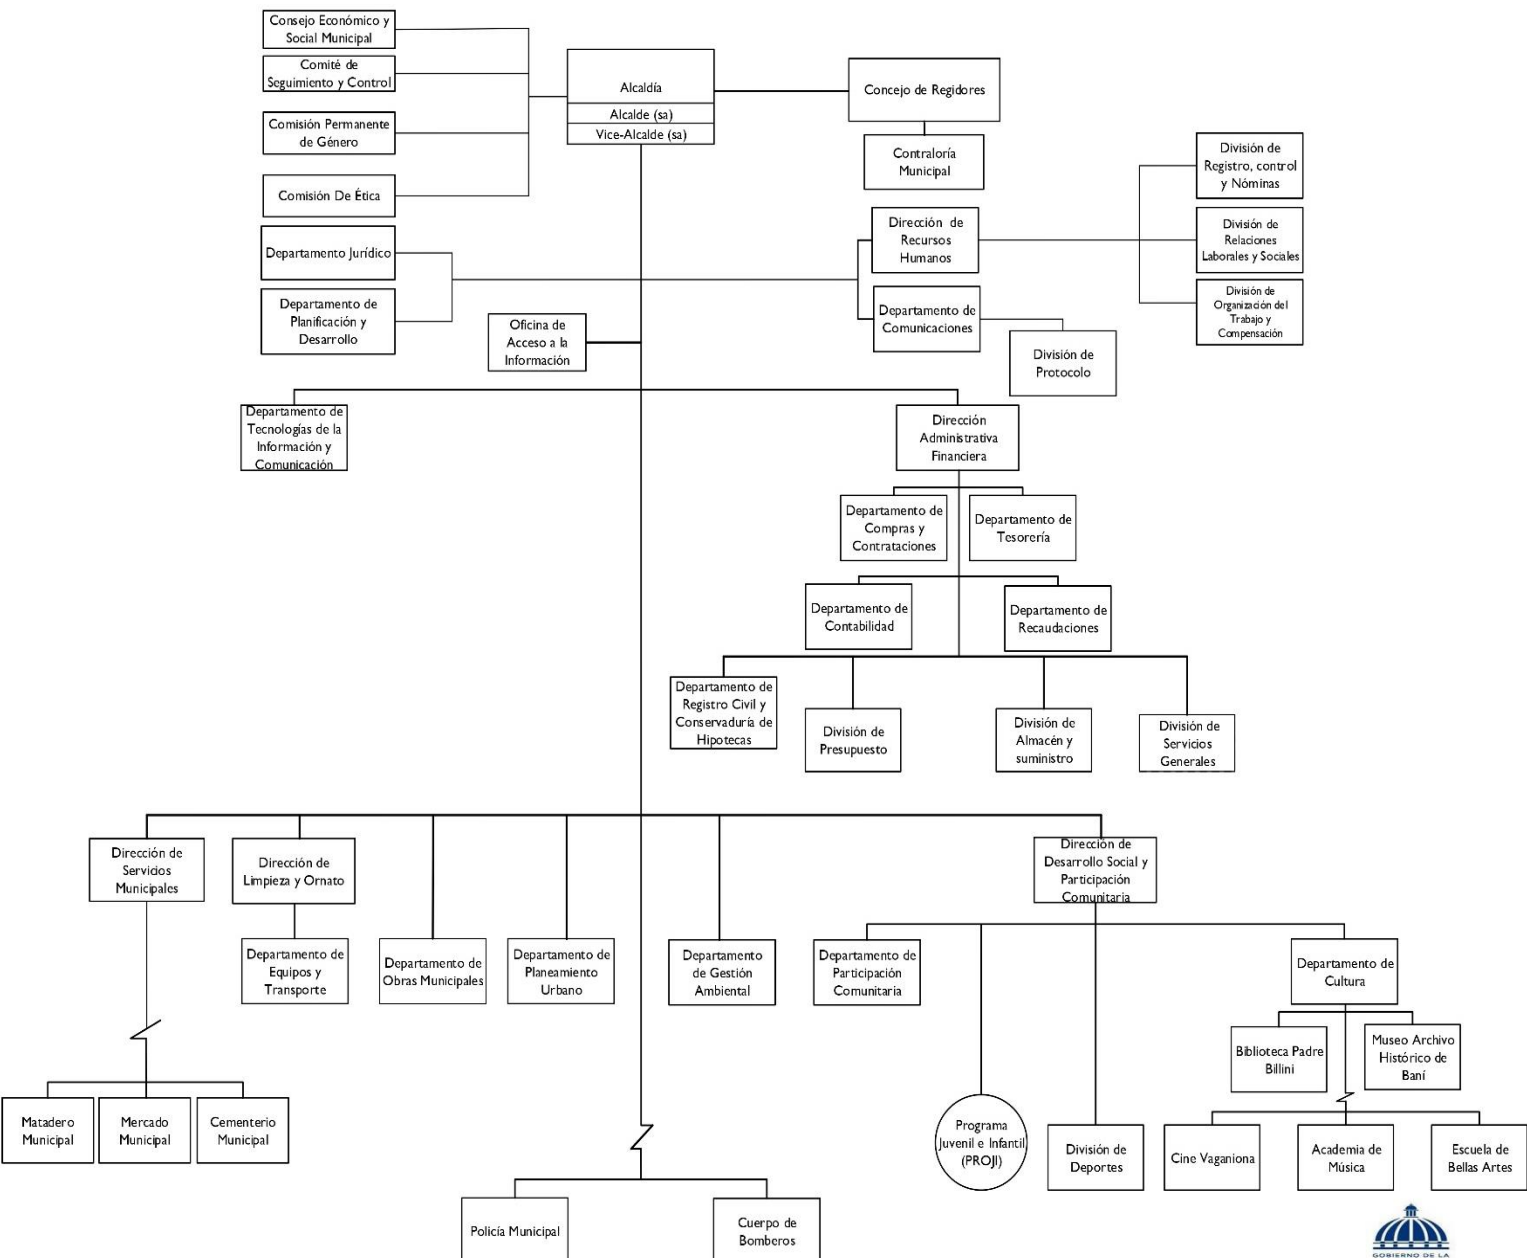 Consejo Económico y
Social Municipal
Comité de
Seguimiento y Control
Comisión Permanente
de Género
Comisión De Ética
Alcaldía
Alcalde (sa)
Vice-Alcalde (sa)
Concejo de Regidores
Contraloría
Municipal
Departamento Jurídico
Departamento de
Planificación y
Desarrollo
Dirección de
Recursos
Humanos
Departamento de
Comunicaciones
División de
Protocolo
División de
Registro, control
y Nóminas
División de
Relaciones
Laborales y Sociales
División de
Organización del
Trabajo y
Compensación
Oficina de
Acceso a la
Información
Departamento de
Tecnologías de la
Información y
Comunicación
Dirección
Administrativa
Financiera
Departamento de
Compras y
Contrataciones
Departamento de
Tesorería
Departamento de
Contabilidad
Departamento de
Recaudaciones
Departamento de
Registro Civil y
Conservaduría de
Hipotecas
División de
Presupuesto
División de
Almacén y
suministro
División de
Servicios
Generales
Dirección de
Servicios
Municipales
Dirección de
Limpieza y Ornato
Dirección de
Desarrollo Social y
Participación
Comunitaria
Departamento de
Equipos y
Transporte
Departamento de
Obras Municipales
Departamento de
Planeamiento
Urbano
Departamento
de Gestión
Ambiental
Departamento de
Participación
Comunitaria
Departamento de
Cultura
Biblioteca Padre
Billini
Museo Archivo
Histórico de
Baní
Matadero
Municipal
Mercado
Municipal
Cementerio
Municipal
Programa
Juvenil e Infantil
(PROJI)
División de
Deportes
Cine Vaganiona
Academia de
Música
Escuela de
Bellas Artes
Policía Municipal
Cuerpo de
Bomberos
GOBIERNO DE LA